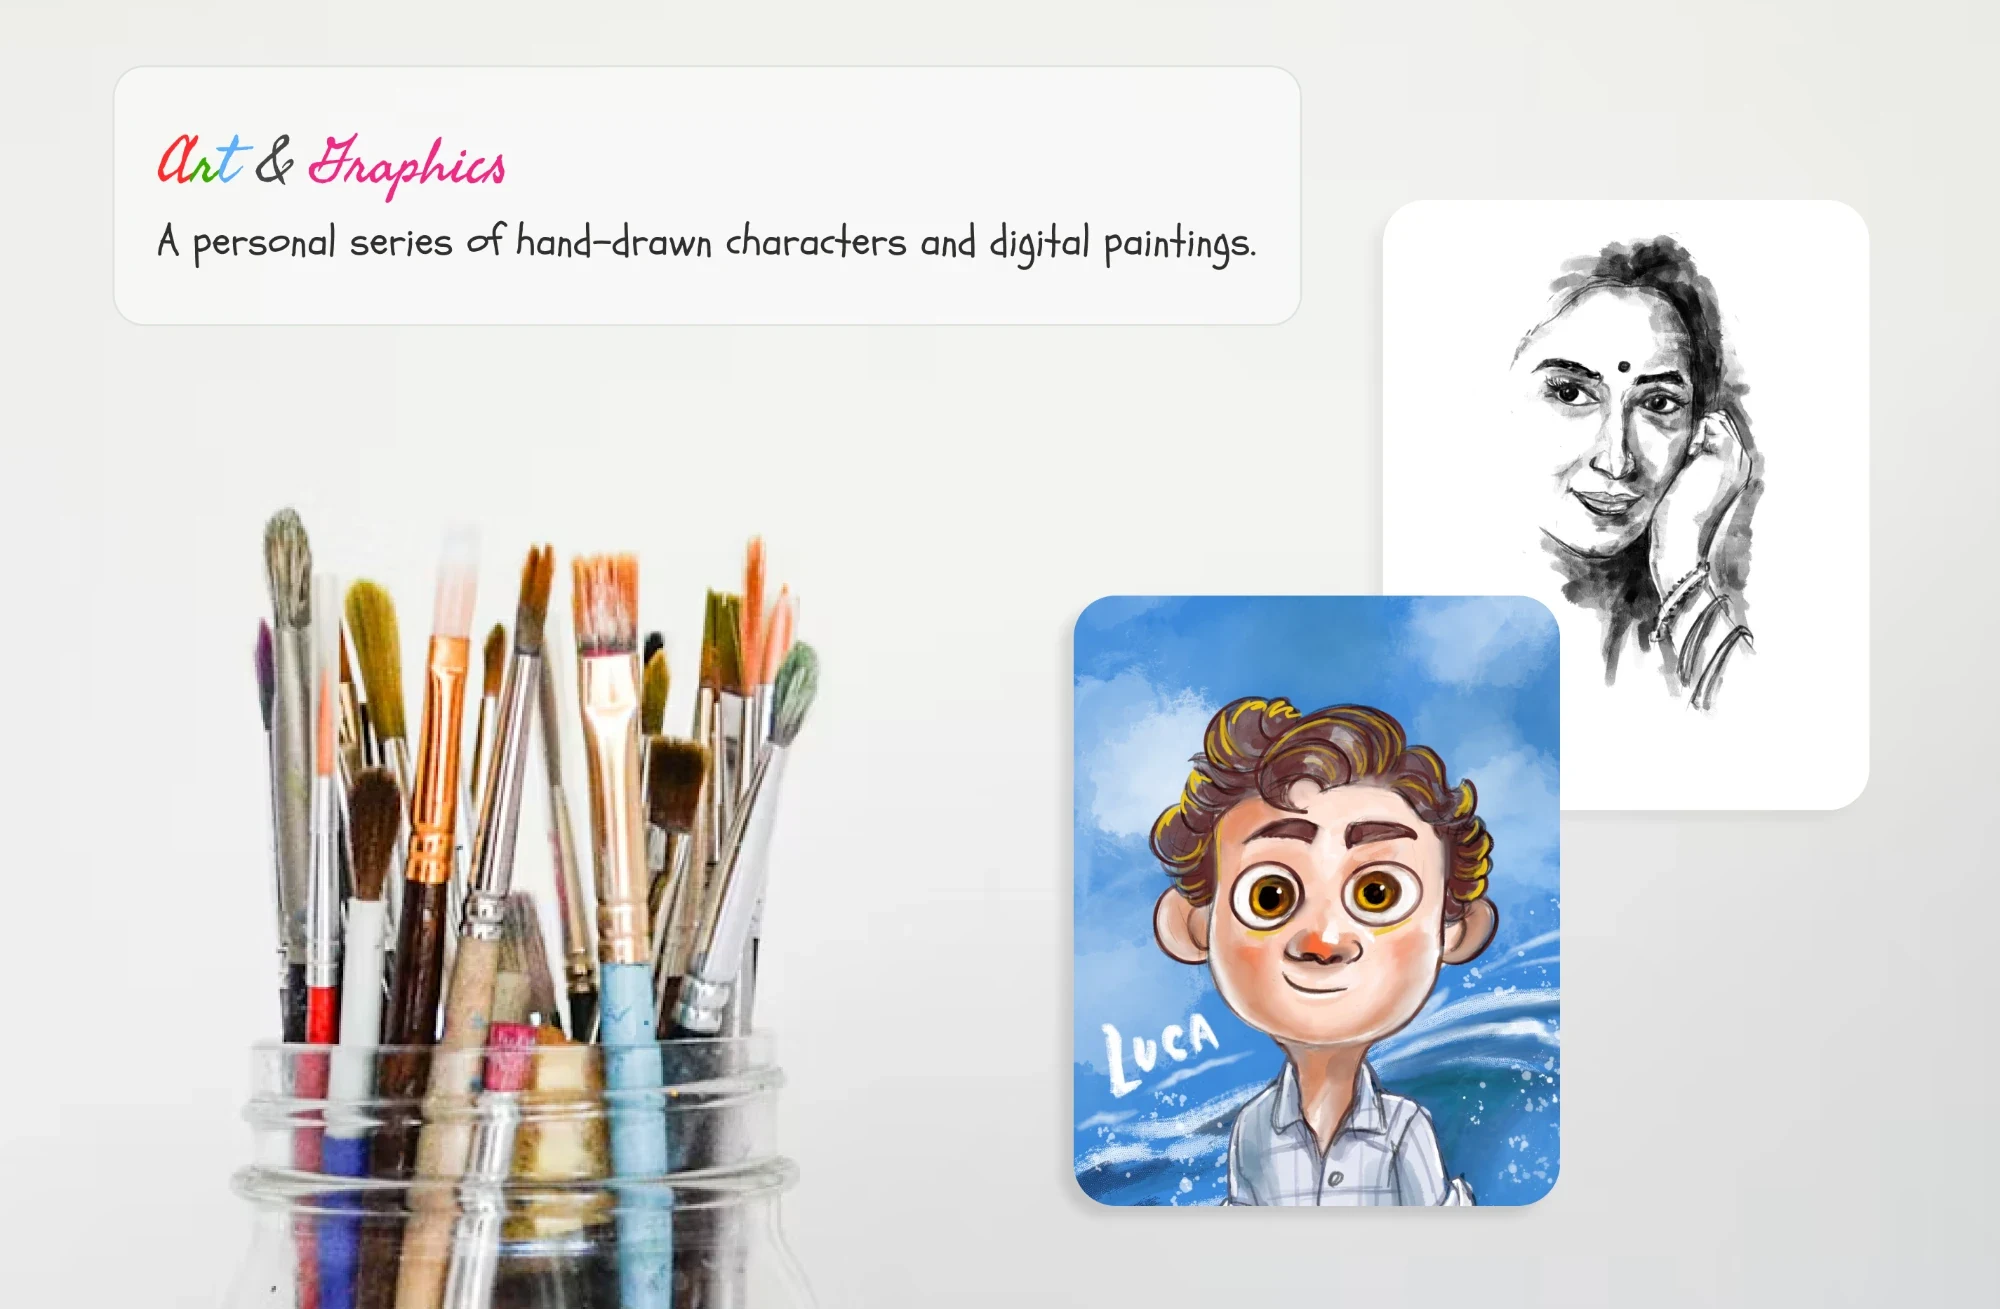 Art & Graphics
A personal series of hand-drawn characters and digital paintings.
LUCA